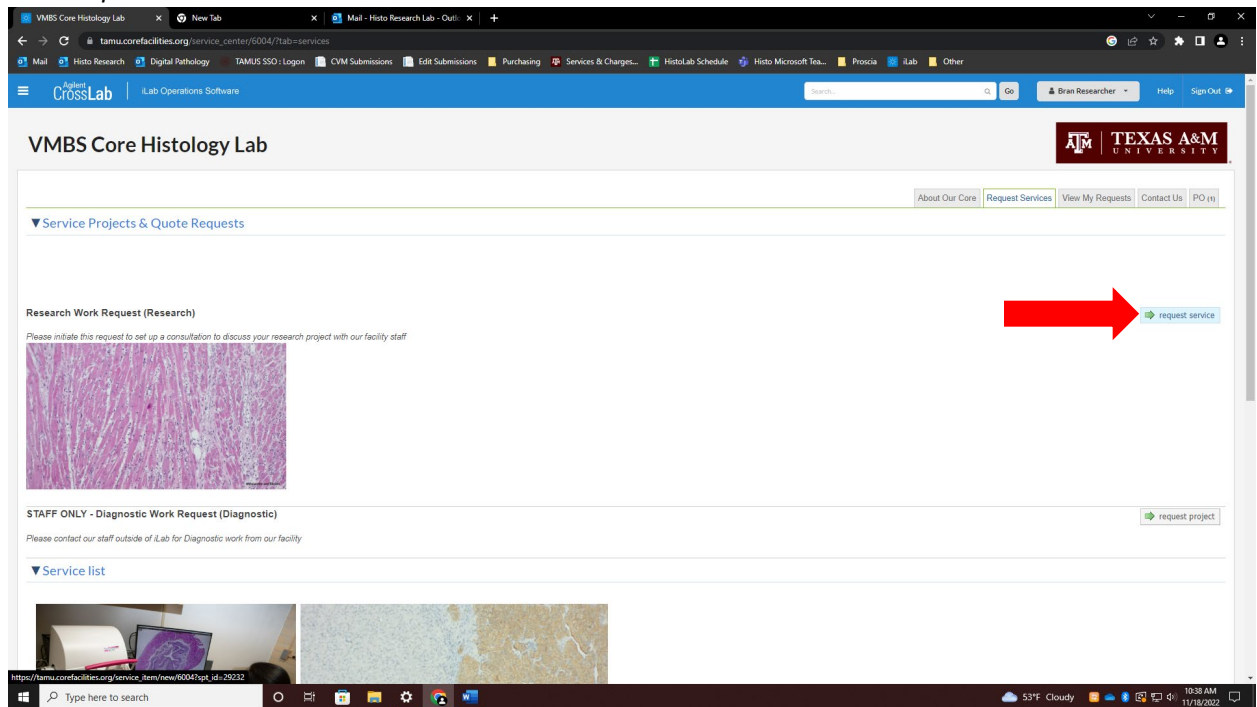 VMBS Core Histology Lab
New Tab
Mail - Histo Research Lab - Outlo
tamu.corefacilities.org/service_center/6004/?tab=services
Mail
Histo Research
Digital Pathology
TAMUS SSO : Logon
CVM Submissions
Edit Submissions
Purchasing
Services & Charges...
HistoLab Schedule
Histo Microsoft Tea...
Proscia
iLab
Other
Agilent
CrossLab
iLab Operations Software
Search..
Go
Bran Researcher
Help
Sign Out
VMBS Core Histology Lab
ĀM | TEXAS A&M
UNIVERSITY
About Our Core
Request Services
View My Requests
Contact Us
PO (1)
▼Service Projects & Quote Requests
Research Work Request (Research)
request service
Please initiate this request to set up a consultation to discuss your research project with our facility staff
STAFF ONLY - Diagnostic Work Request (Diagnostic)
request project
Please contact our staff outside of iLab for Diagnostic work from our facility
▼Service list
https://tamu.corefacilities.org/service_item/new/6004?spt_id=29232
Type here to search
53°F Cloudy
10:38 AM
11/18/2022